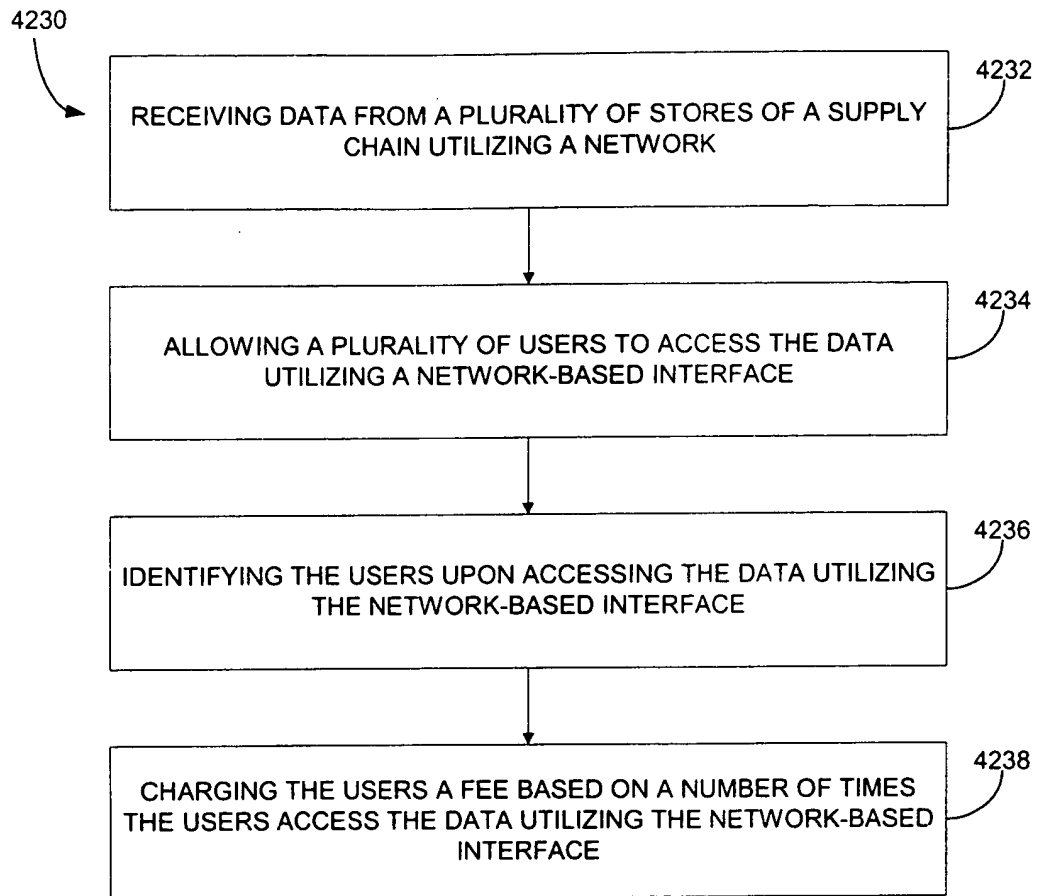 4230
4232
RECEIVING DATA FROM A PLURALITY OF STORES OF A SUPPLY
CHAIN UTILIZING A NETWORK
4234
ALLOWING A PLURALITY OF USERS TO ACCESS THE DATA
UTILIZING A NETWORK-BASED INTERFACE
4236
IDENTIFYING THE USERS UPON ACCESSING THE DATA UTILIZING
THE NETWORK-BASED INTERFACE
4238
CHARGING THE USERS A FEE BASED ON A NUMBER OF TIMES
THE USERS ACCESS THE DATA UTILIZING THE NETWORK-BASED
INTERFACE